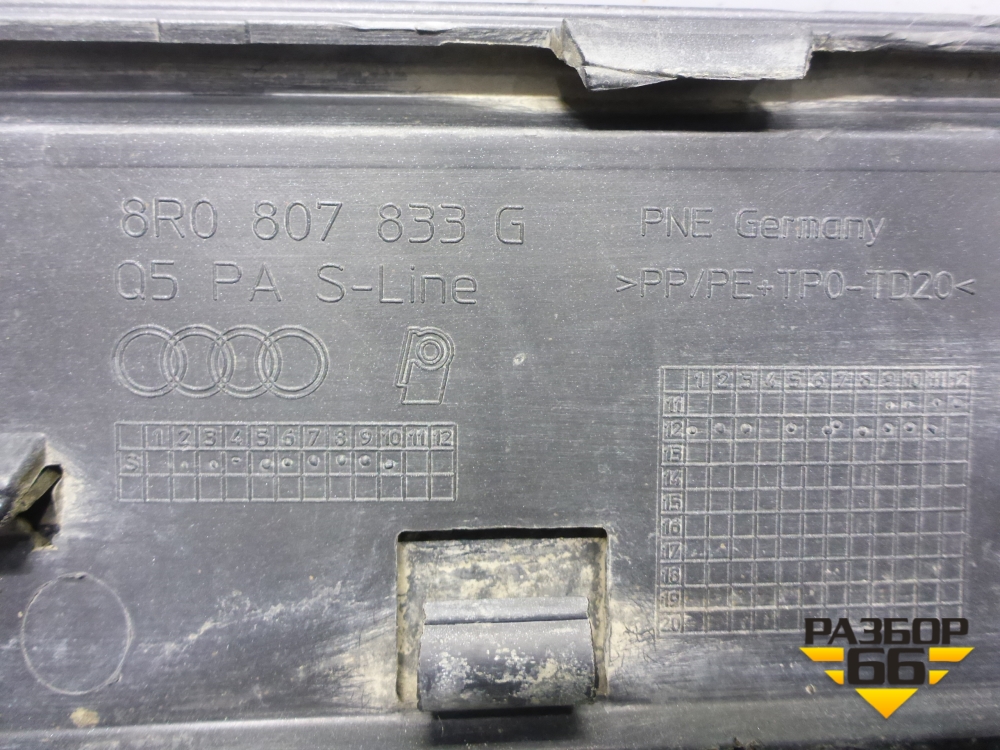 8R0 807 833 G
Q5 PA S-Line
PNE Germany
>PP/PE+TPO-TD20<
1 2 3 4 5 6 7 8 9 10 11 12
S
1 2 3 4 5 6 7 8 9 10 11 12
11
12
13
14
15
16
17
18
19
20
РАЗБОР
66